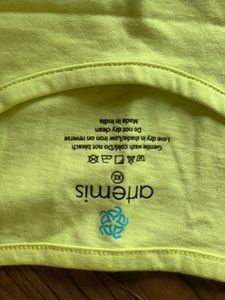 artemis
XS
Gentle wash cold/Do not bleach
Line dry in shade/Low iron on reverse
Do not dry clean
Made in India